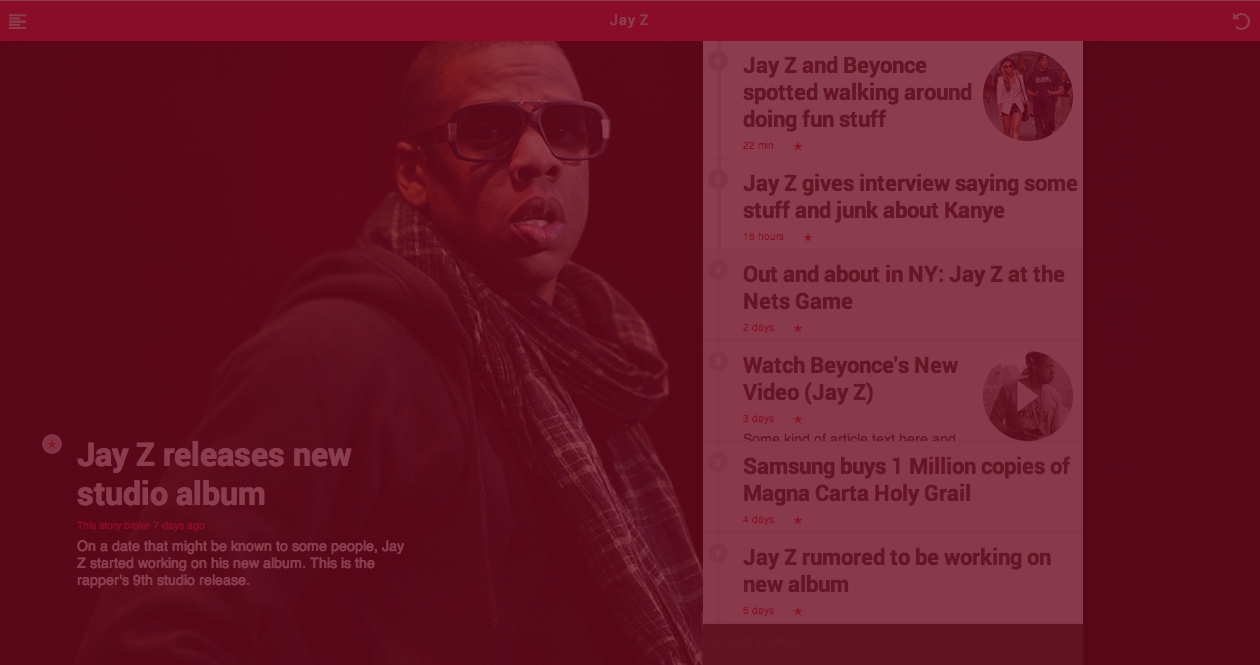 Jay Z
Jay Z releases new
studio album
This story broke 7 days ago
On a date that might be known to some people, Jay
Z started working on his new album. This is the
rapper's 9th studio release.
Jay Z and Beyonce
spotted walking around
doing fun stuff
22 min
Jay Z gives interview saying some
stuff and junk about Kanye
16 hours
Out and about in NY: Jay Z at the
Nets Game
2 days
Watch Beyonce's New
Video (Jay Z)
3 days
Some kind of article text here and
Samsung buys 1 Million copies of
Magna Carta Holy Grail
4 days
Jay Z rumored to be working on
new album
6 days